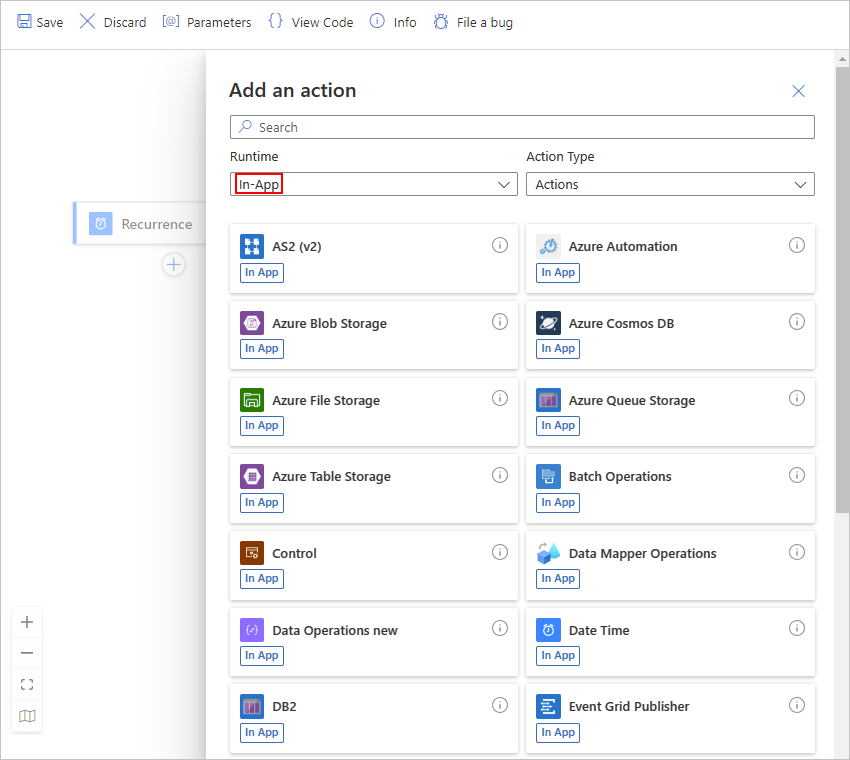 Save Discard Parameters View Code Info File a bug
Add an action
Search
Runtime Action Type
In-App Actions
Recurrence
AS2 (v2) Azure Automation
In App In App
Azure Blob Storage Azure Cosmos DB
In App In App
Azure File Storage Azure Queue Storage
In App In App
Azure Table Storage Batch Operations
In App In App
Control Data Mapper Operations
In App In App
Data Operations new Date Time
In App In App
DB2 Event Grid Publisher
In App In App